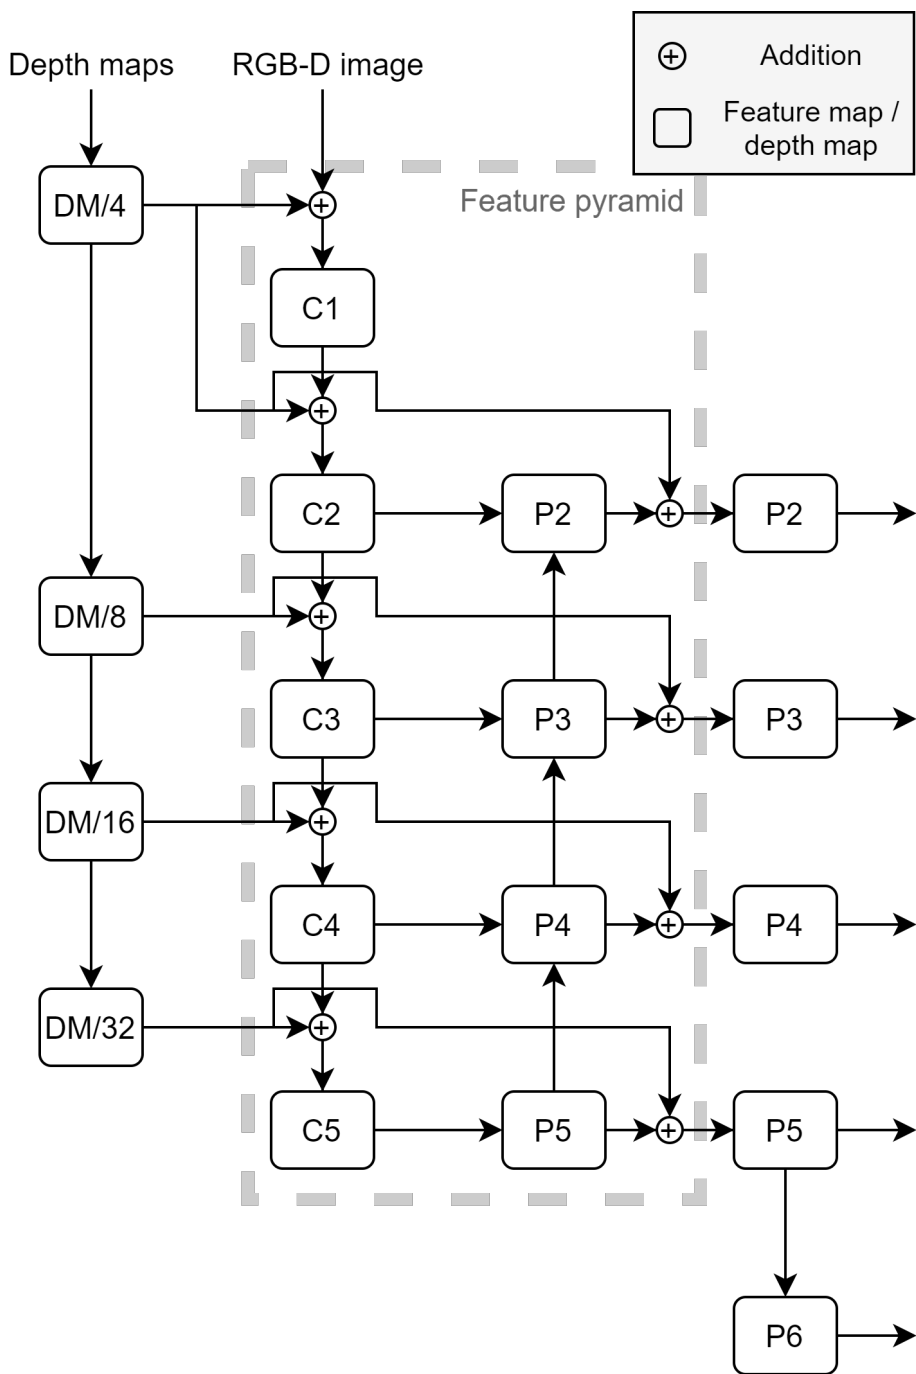 Depth maps
RGB-D image
Addition
Feature map /
depth map
Feature pyramid
DM/4
C1
C2
P2
P2
DM/8
C3
P3
P3
DM/16
C4
P4
P4
DM/32
C5
P5
P5
P6